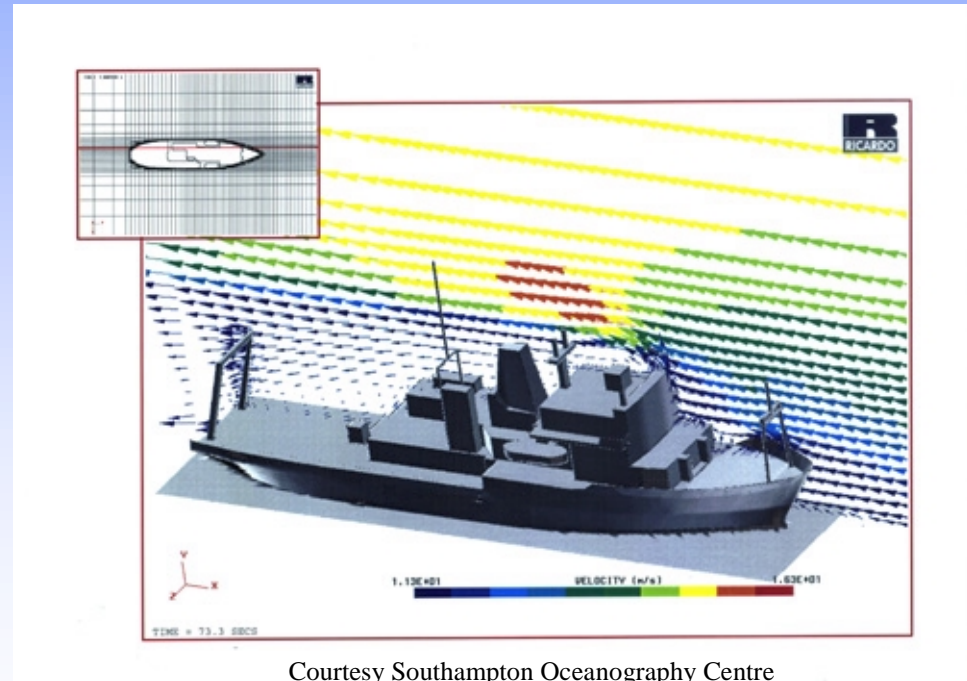 RICARDO
Y
X
Z
1.13E+01
VELOCITY (m/s)
1.63E+01
TIME = 73.3 SECS
Courtesy Southampton Oceanography Centre